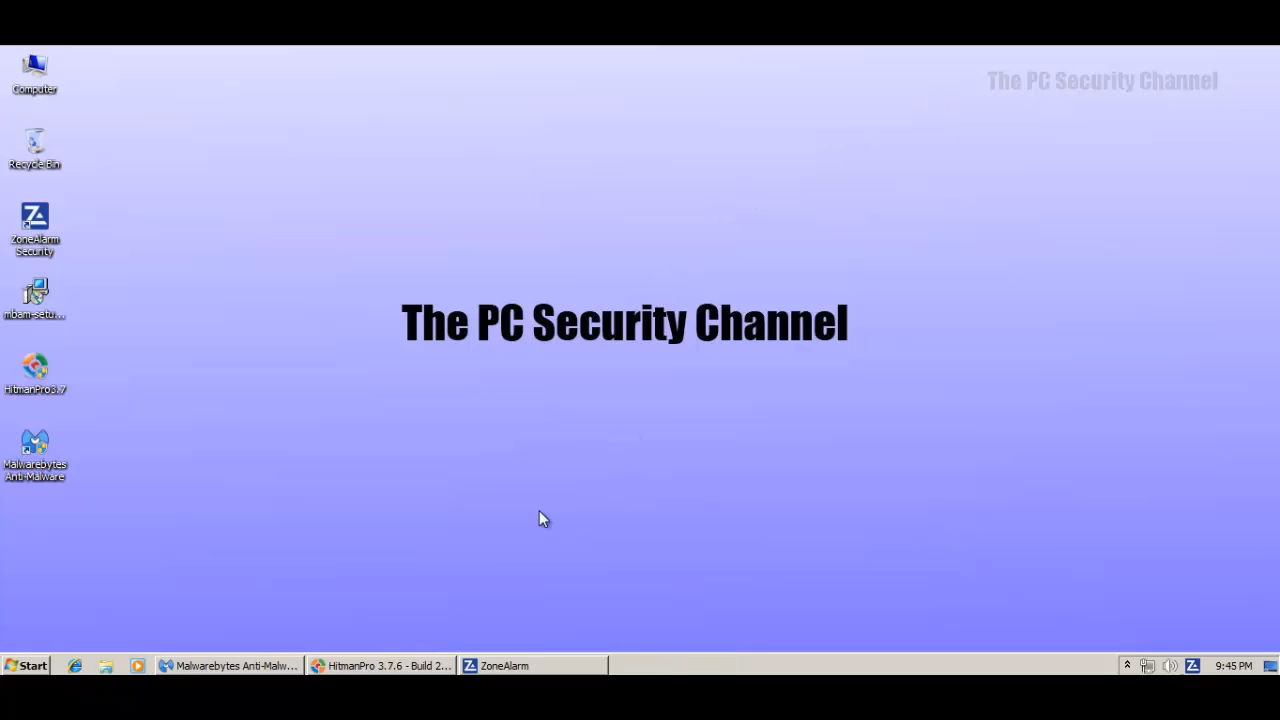 The PC Security Channel
Computer
Recycle Bin
ZoneAlarm
Security
mbam-setu...
HitmanPro3.7
Malwarebytes
Anti-Malware
The PC Security Channel
Start
Malwarebytes Anti-Malw...
HitmanPro 3.7.6 - Build 2...
ZoneAlarm
9:45 PM